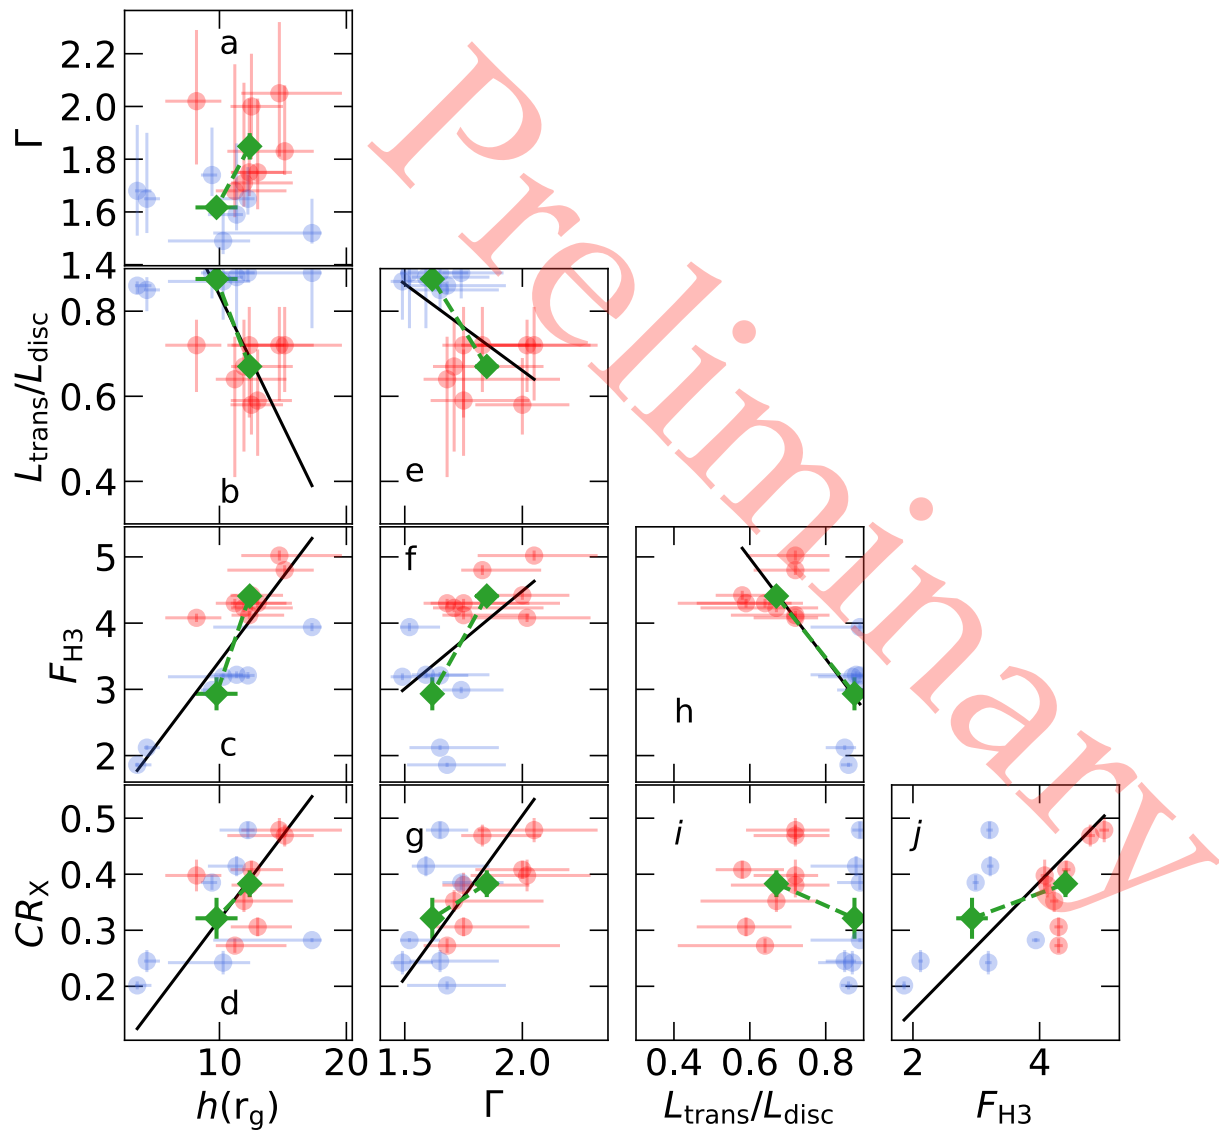 a
Γ
2.2
2.0
1.8
1.6
1.4
b
e
L_trans/L_disc
0.8
0.6
0.4
c
f
h
F_H3
5
4
3
2
d
g
i
j
CR_X
0.5
0.4
0.3
0.2
10 20
1.5 2.0
0.4 0.6 0.8
2 4
h(r_g)
Γ
L_trans/L_disc
F_H3
Preliminary